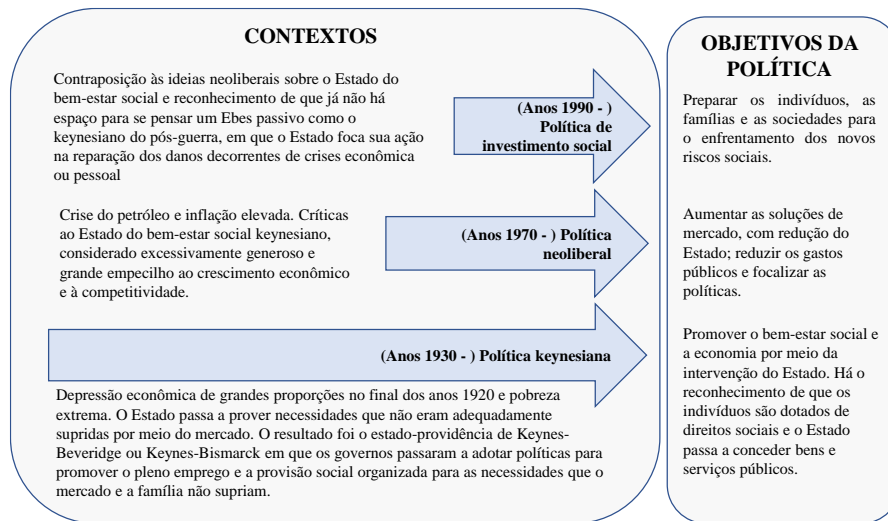 CONTEXTOS
Contraposição às ideias neoliberais sobre o Estado do
bem-estar social e reconhecimento de que já não há
espaço para se pensar um Ebes passivo como o
keynesiano do pós-guerra, em que o Estado foca sua ação
na reparação dos danos decorrentes de crises econômica
ou pessoal
(Anos 1990 - )
Política de
investimento social
Crise do petróleo e inflação elevada. Críticas
ao Estado do bem-estar social keynesiano,
considerado excessivamente generoso e
grande empecilho ao crescimento econômico
e à competitividade.
(Anos 1970 - ) Política
neoliberal
(Anos 1930 - ) Política keynesiana
Depressão econômica de grandes proporções no final dos anos 1920 e pobreza
extrema. O Estado passa a prover necessidades que não eram adequadamente
supridas por meio do mercado. O resultado foi o estado-providência de Keynes-
Beveridge ou Keynes-Bismarck em que os governos passaram a adotar políticas para
promover o pleno emprego e a provisão social organizada para as necessidades que o
mercado e a família não supriam.
OBJETIVOS DA
POLÍTICA
Preparar os indivíduos, as
famílias e as sociedades para
o enfrentamento dos novos
riscos sociais.
Aumentar as soluções de
mercado, com redução do
Estado; reduzir os gastos
públicos e focalizar as
políticas.
Promover o bem-estar social e
a economia por meio da
intervenção do Estado. Há o
reconhecimento de que os
indivíduos são dotados de
direitos sociais e o Estado
passa a conceder bens e
serviços públicos.